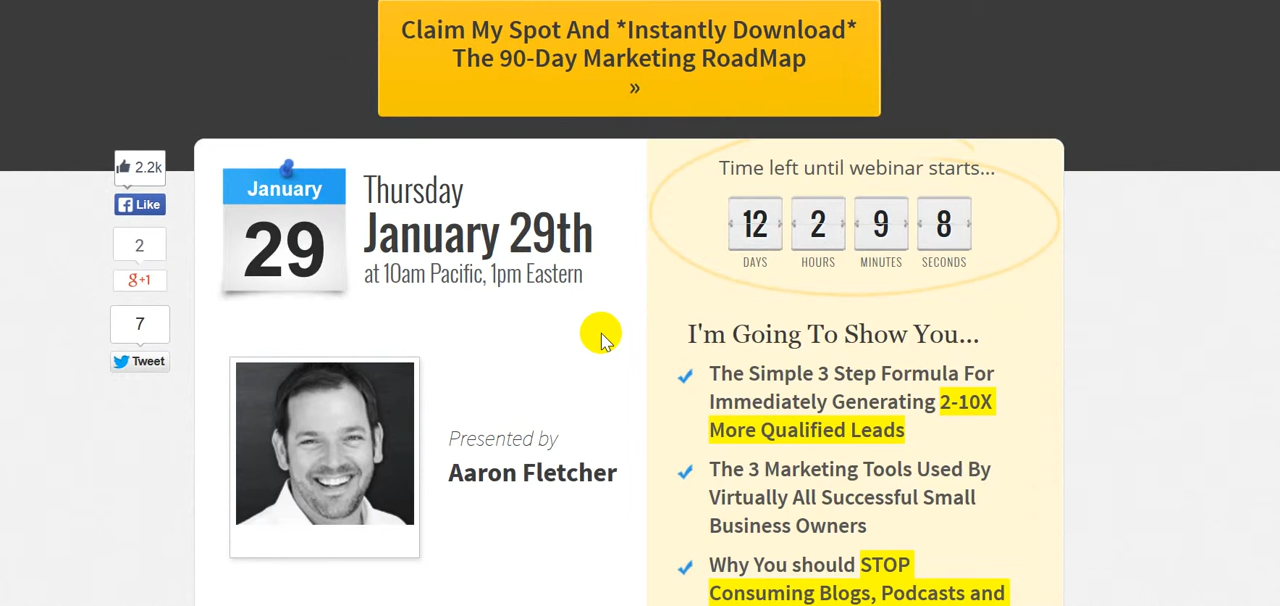 Claim My Spot And *Instantly Download*
The 90-Day Marketing RoadMap
»
2.2k
Like
2
g+1
7
Tweet
January
29
Thursday
January 29th
at 10am Pacific, 1pm Eastern
Presented by
Aaron Fletcher
Time left until webinar starts...
12 2 9 8
DAYS HOURS MINUTES SECONDS
I'm Going To Show You...
The Simple 3 Step Formula For
Immediately Generating 2-10X
More Qualified Leads
The 3 Marketing Tools Used By
Virtually All Successful Small
Business Owners
Why You should STOP
Consuming Blogs, Podcasts and